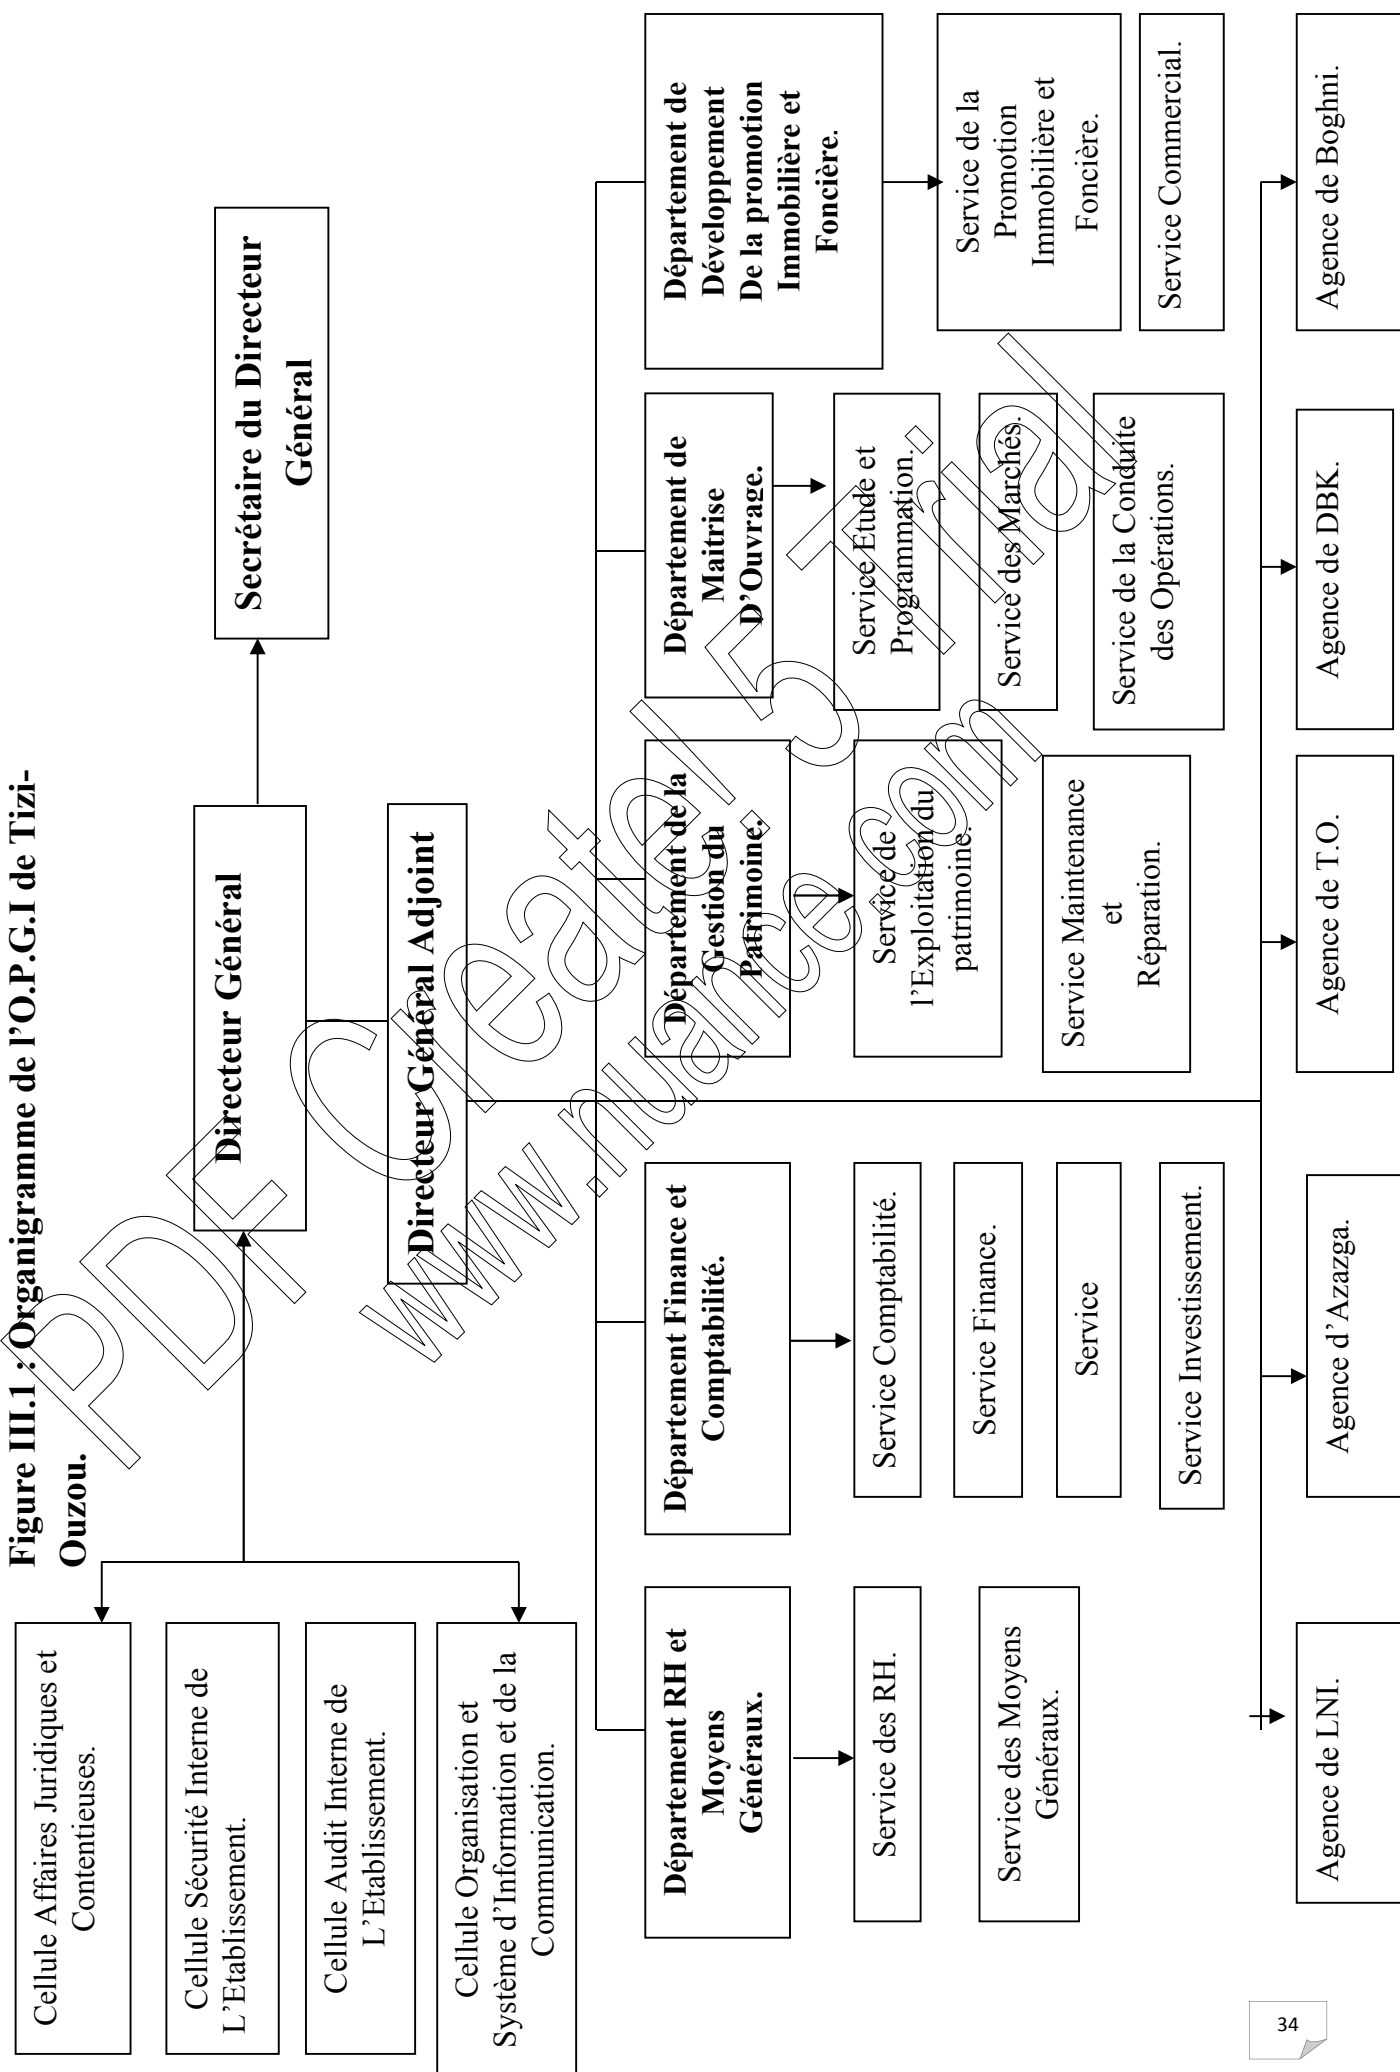 Figure III.1 : Organigramme de l’O.P.G.I de Tizi-
Ouzou.
Cellule Affaires Juridiques et
Contentieuses.
Cellule Sécurité Interne de
L’Etablissement.
Cellule Audit Interne de
L’Etablissement.
Cellule Organisation et
Système d’Information et de la
Communication.
Directeur Général
Secrétaire du Directeur
Général
Directeur Général Adjoint
Département RH et
Moyens
Généraux.
Service des RH.
Service des Moyens
Généraux.
Département Finance et
Comptabilité.
Service Comptabilité.
Service Finance.
Service
Service Investissement.
Département de la
Gestion du
Patrimoine.
Service de
l’Exploitation du
patrimoine.
Service Maintenance
et
Réparation.
Département de
Maitrise
D’Ouvrage.
Service Etude et
Programmation.
Service des Marchés.
Service de la Conduite
des Opérations.
Département de
Développement
De la promotion
Immobilière et
Foncière.
Service de la
Promotion
Immobilière et
Foncière.
Service Commercial.
Agence de LNI.
Agence d’Azazga.
Agence de T.O.
Agence de DBK.
Agence de Boghni.
PDF Create! 5 Trial
www.nuance.com
34